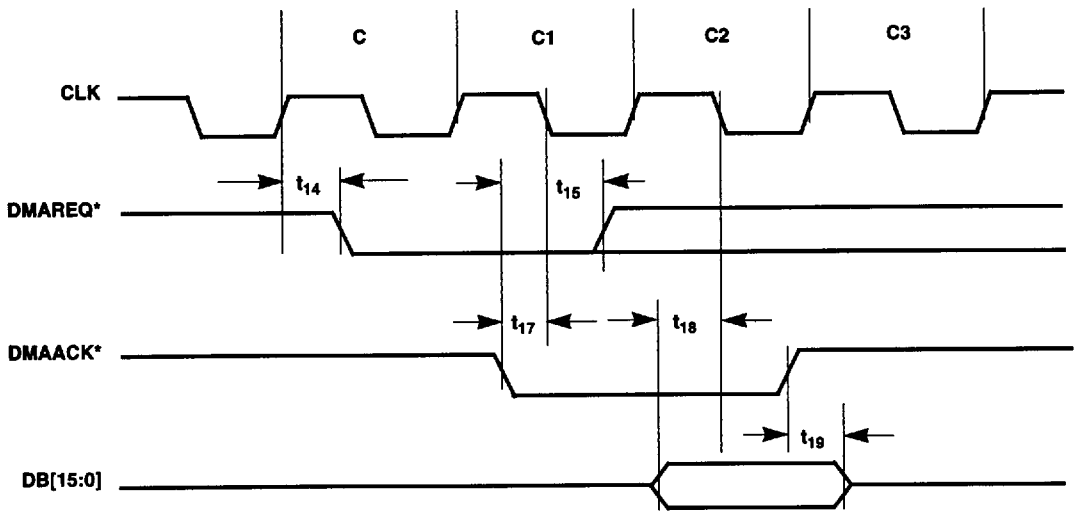 C C1 C2 C3
CLK
t14 t15
DMAREQ*
t17 t18
DMAACK*
t19
DB[15:0]